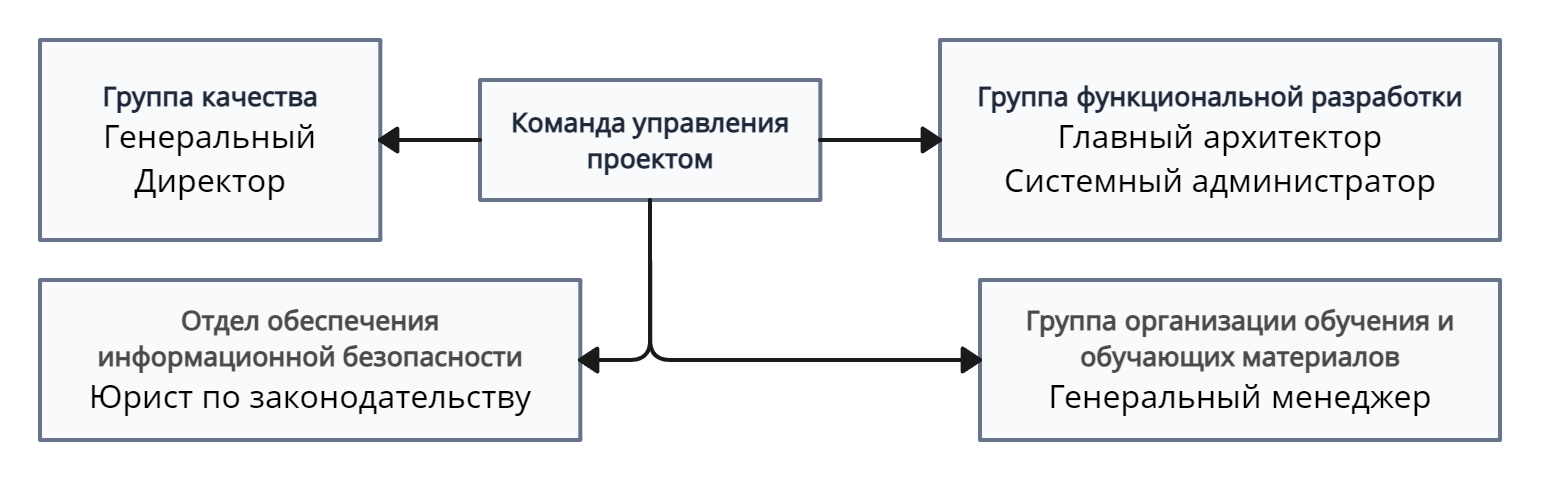 Группа качества
Генеральный
Директор
Команда управления
проектом
Группа функциональной разработки
Главный архитектор
Системный администратор
Отдел обеспечения
информационной безопасности
Юрист по законодательству
Группа организации обучения и
обучающих материалов
Генеральный менеджер